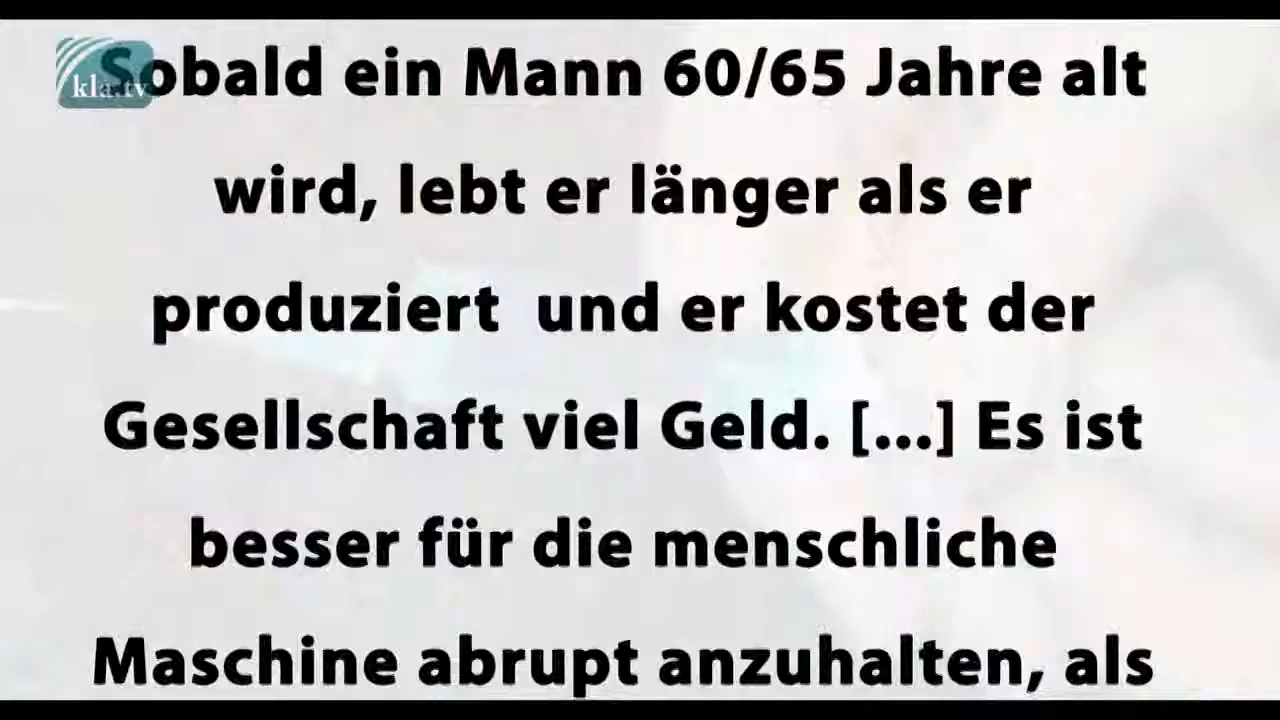 kla.tv
Sobald ein Mann 60/65 Jahre alt
wird, lebt er länger als er
produziert und er kostet der
Gesellschaft viel Geld. [...] Es ist
besser für die menschliche
Maschine abrupt anzuhalten, als